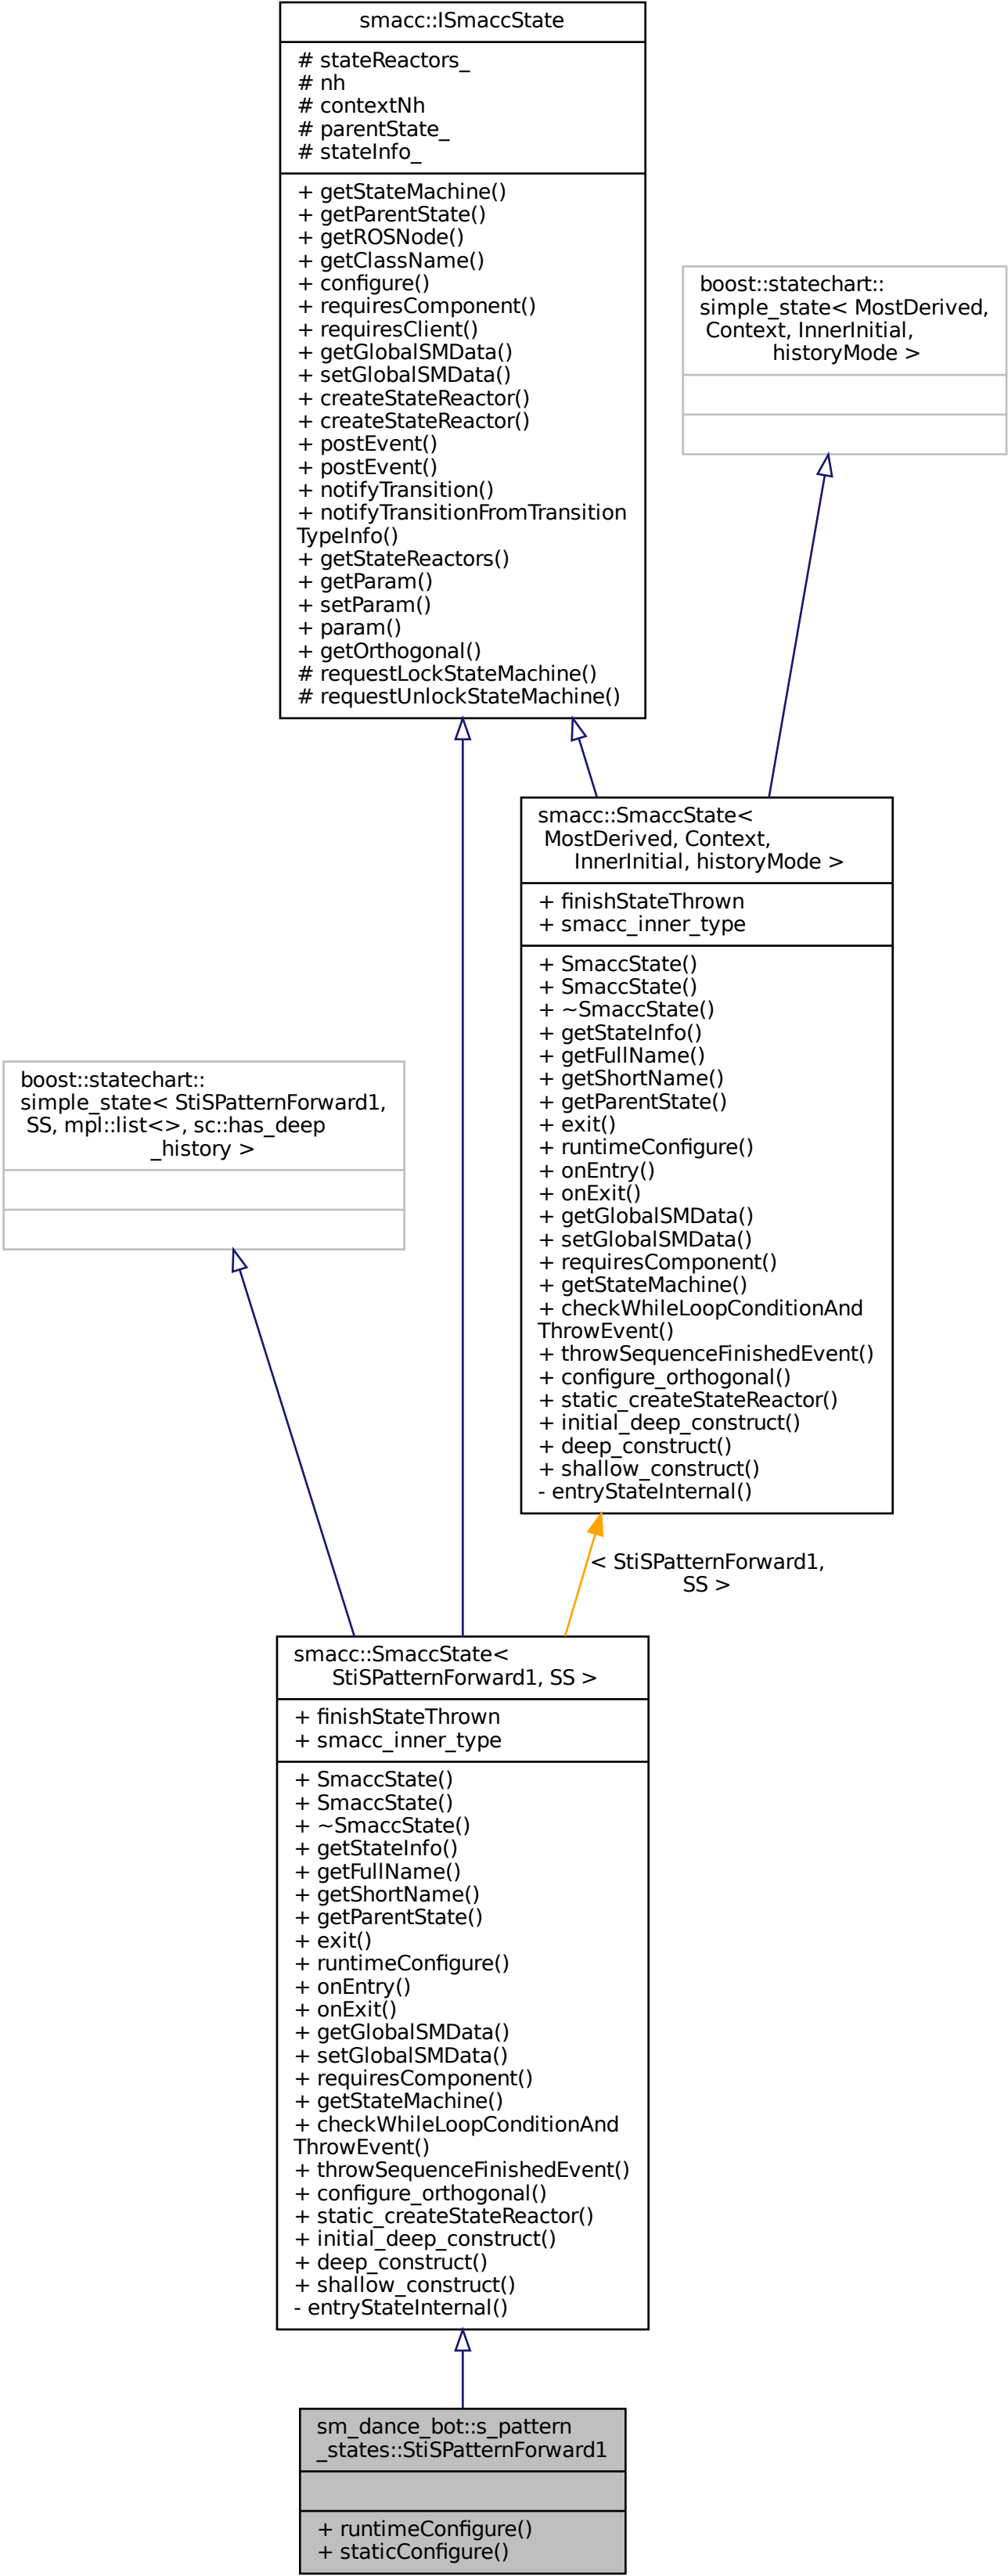 smacc::ISmaccState
# stateReactors_
# nh
# contextNh
# parentState_
# stateInfo_
+ getStateMachine()
+ getParentState()
+ getROSNode()
+ getClassName()
+ configure()
+ requiresComponent()
+ requiresClient()
+ getGlobalSMData()
+ setGlobalSMData()
+ createStateReactor()
+ createStateReactor()
+ postEvent()
+ postEvent()
+ notifyTransition()
+ notifyTransitionFromTransition
TypeInfo()
+ getStateReactors()
+ getParam()
+ setParam()
+ param()
+ getOrthogonal()
# requestLockStateMachine()
# requestUnlockStateMachine()
boost::statechart::
simple_state< MostDerived,
Context, InnerInitial,
historyMode >
smacc::SmaccState<
MostDerived, Context,
InnerInitial, historyMode >
+ finishStateThrown
+ smacc_inner_type
+ SmaccState()
+ SmaccState()
+ ~SmaccState()
+ getStateInfo()
+ getFullName()
+ getShortName()
+ getParentState()
+ exit()
+ runtimeConfigure()
+ onEntry()
+ onExit()
+ getGlobalSMData()
+ setGlobalSMData()
+ requiresComponent()
+ getStateMachine()
+ checkWhileLoopConditionAnd
ThrowEvent()
+ throwSequenceFinishedEvent()
+ configure_orthogonal()
+ static_createStateReactor()
+ initial_deep_construct()
+ deep_construct()
+ shallow_construct()
- entryStateInternal()
boost::statechart::
simple_state< StiSPatternForward1,
SS, mpl::list<>, sc::has_deep
_history >
< StiSPatternForward1,
SS >
smacc::SmaccState<
StiSPatternForward1, SS >
+ finishStateThrown
+ smacc_inner_type
+ SmaccState()
+ SmaccState()
+ ~SmaccState()
+ getStateInfo()
+ getFullName()
+ getShortName()
+ getParentState()
+ exit()
+ runtimeConfigure()
+ onEntry()
+ onExit()
+ getGlobalSMData()
+ setGlobalSMData()
+ requiresComponent()
+ getStateMachine()
+ checkWhileLoopConditionAnd
ThrowEvent()
+ throwSequenceFinishedEvent()
+ configure_orthogonal()
+ static_createStateReactor()
+ initial_deep_construct()
+ deep_construct()
+ shallow_construct()
- entryStateInternal()
sm_dance_bot::s_pattern
_states::StiSPatternForward1
+ runtimeConfigure()
+ staticConfigure()